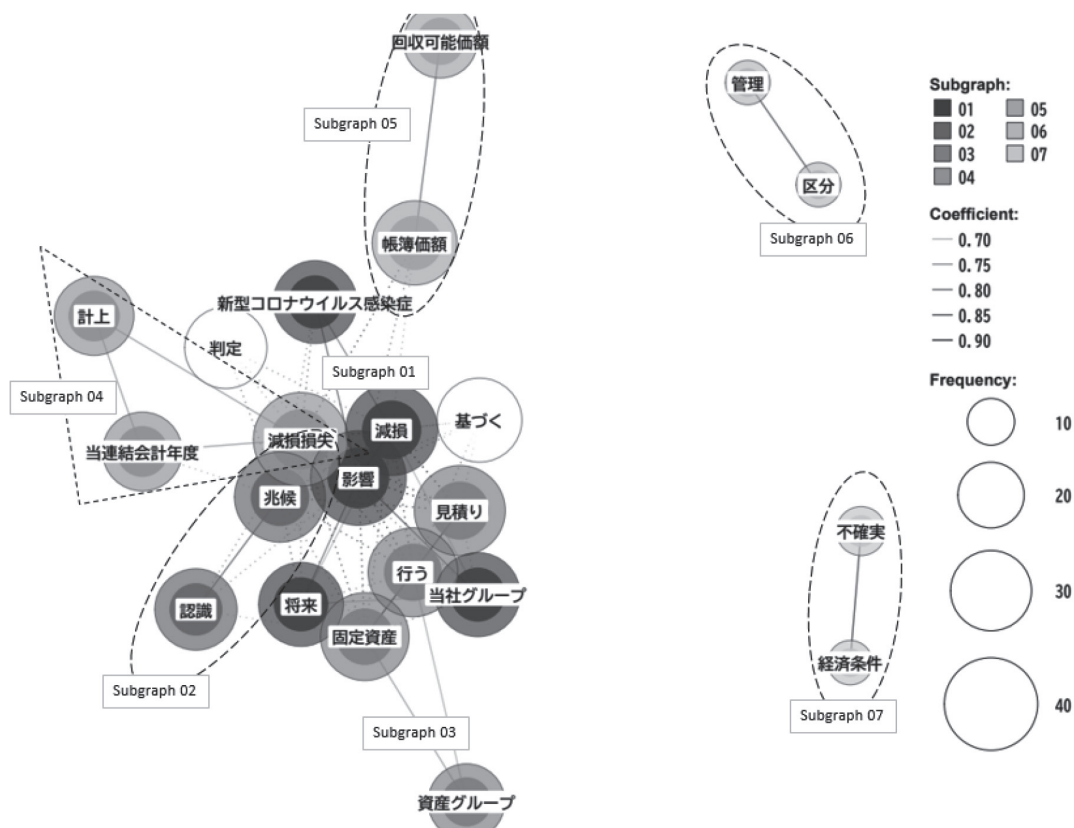 回収可能価額
Subgraph 05
帳簿価額
新型コロナウイルス感染症
計上
判定
Subgraph 01
Subgraph 04
減損
基づく
当連結会計年度
減損損失
影響
兆候
見積り
行う
当社グループ
認識
将来
固定資産
Subgraph 02
Subgraph 03
資産グループ
管理
区分
Subgraph 06
不確実
経済条件
Subgraph 07
Subgraph:
01 05
02 06
03 07
04
Coefficient:
0.70
0.75
0.80
0.85
0.90
Frequency:
10
20
30
40